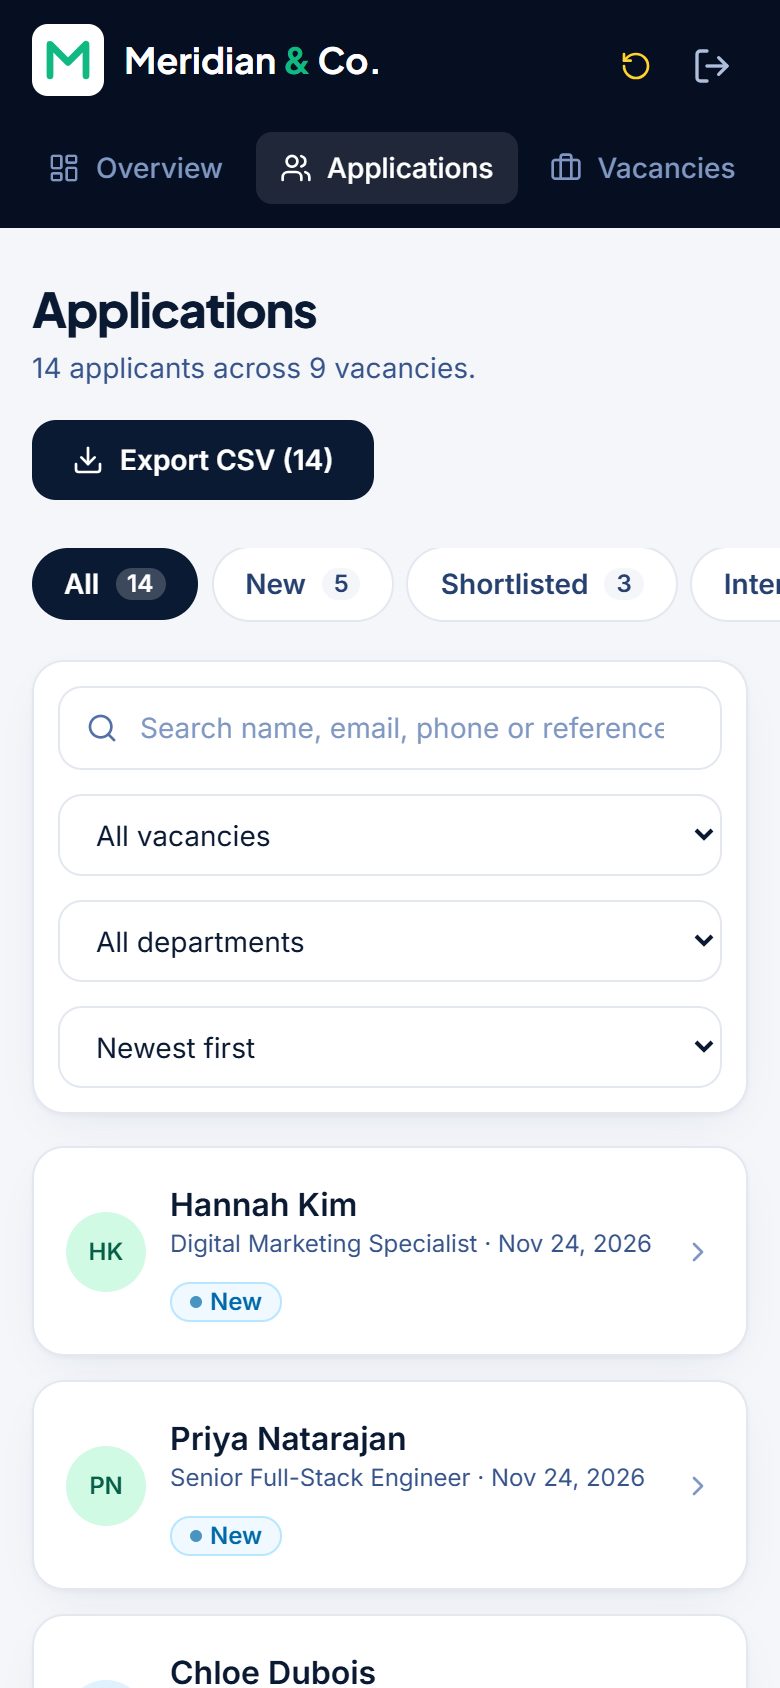 M Meridian & Co.
Overview Applications Vacancies
Applications
14 applicants across 9 vacancies.
Export CSV (14)
All 14 New 5 Shortlisted 3 Inter
Search name, email, phone or reference
All vacancies
All departments
Newest first
HK
Hannah Kim
Digital Marketing Specialist · Nov 24, 2026
New
PN
Priya Natarajan
Senior Full-Stack Engineer · Nov 24, 2026
New
Chloe Dubois